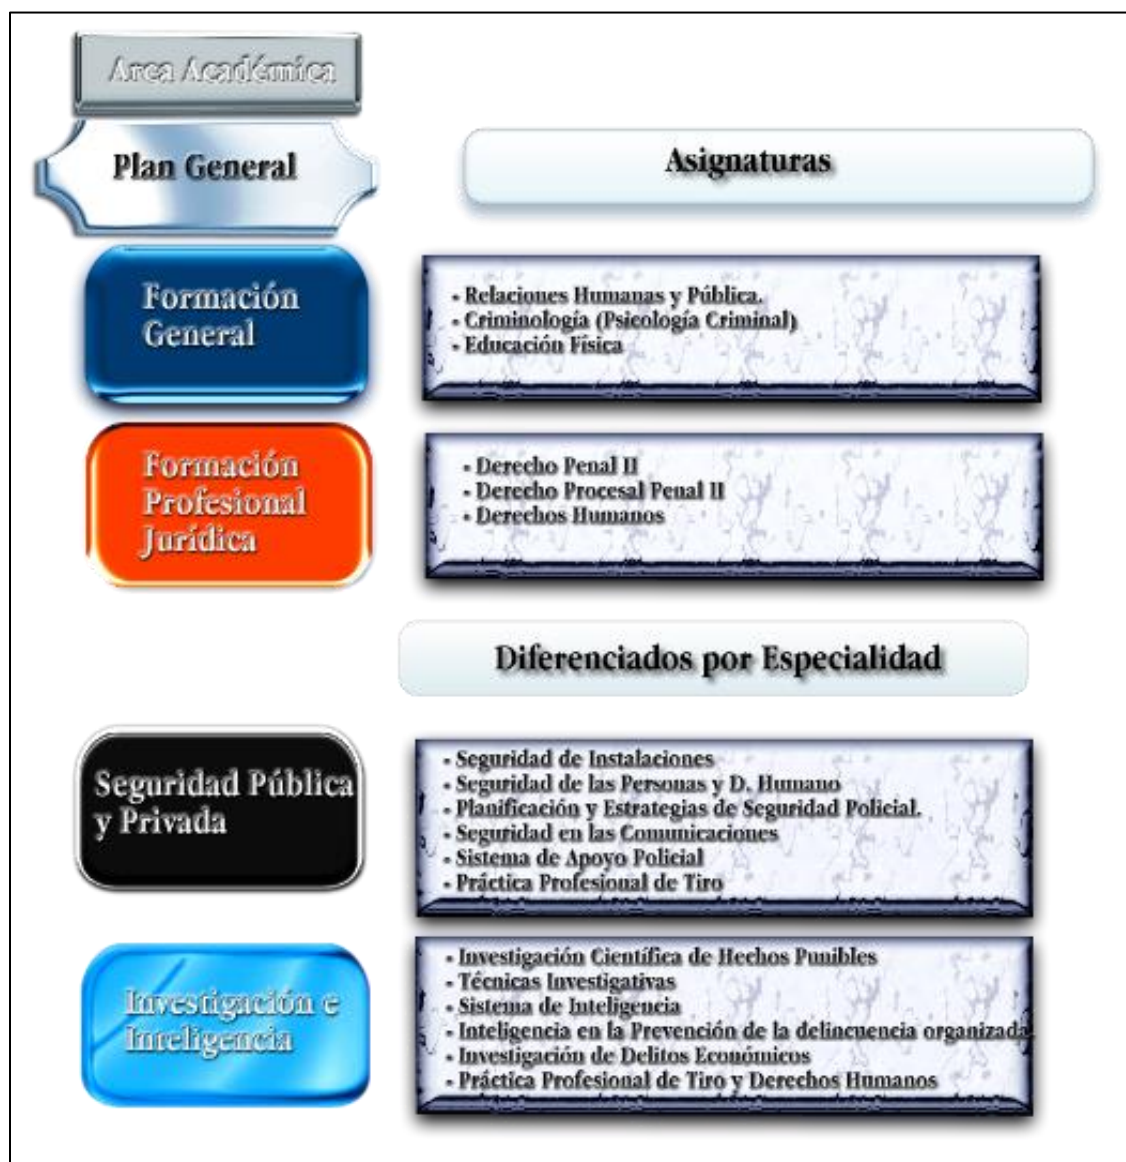 Area Académica
Plan General
Asignaturas
Formación
General
- Relaciones Humanas y Pública.
- Criminología (Psicología Criminal)
- Educación Física
Formación
Profesional
Jurídica
- Derecho Penal II
- Derecho Procesal Penal II
- Derechos Humanos
Diferenciados por Especialidad
Seguridad Pública
y Privada
- Seguridad de Instalaciones
- Seguridad de las Personas y D. Humano
- Planificación y Estrategias de Seguridad Policial.
- Seguridad en las Comunicaciones
- Sistema de Apoyo Policial
- Práctica Profesional de Tiro
Investigación e
Inteligencia
- Investigación Científica de Hechos Punibles
- Técnicas Investigativas
- Sistema de Inteligencia
- Inteligencia en la Prevención de la delincuencia organizada.
- Investigación de Delitos Económicos
- Práctica Profesional de Tiro y Derechos Humanos